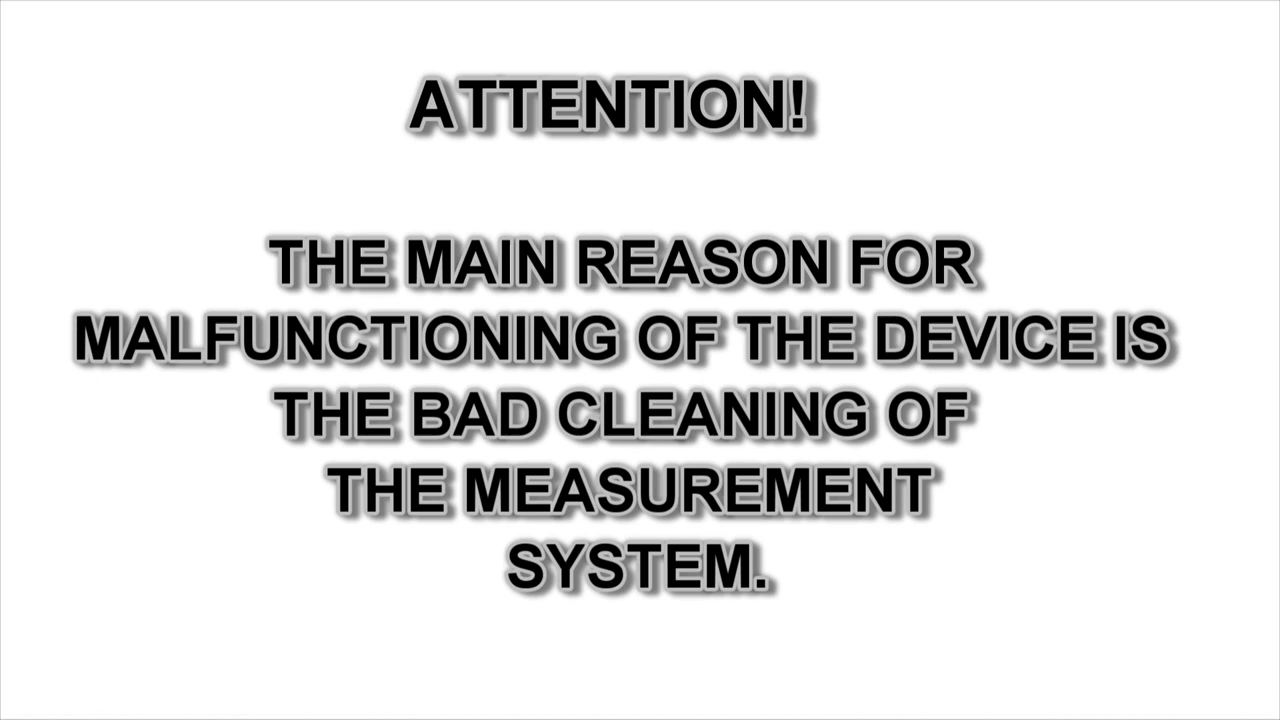 ATTENTION!
THE MAIN REASON FOR
MALFUNCTIONING OF THE DEVICE IS
THE BAD CLEANING OF
THE MEASUREMENT
SYSTEM.